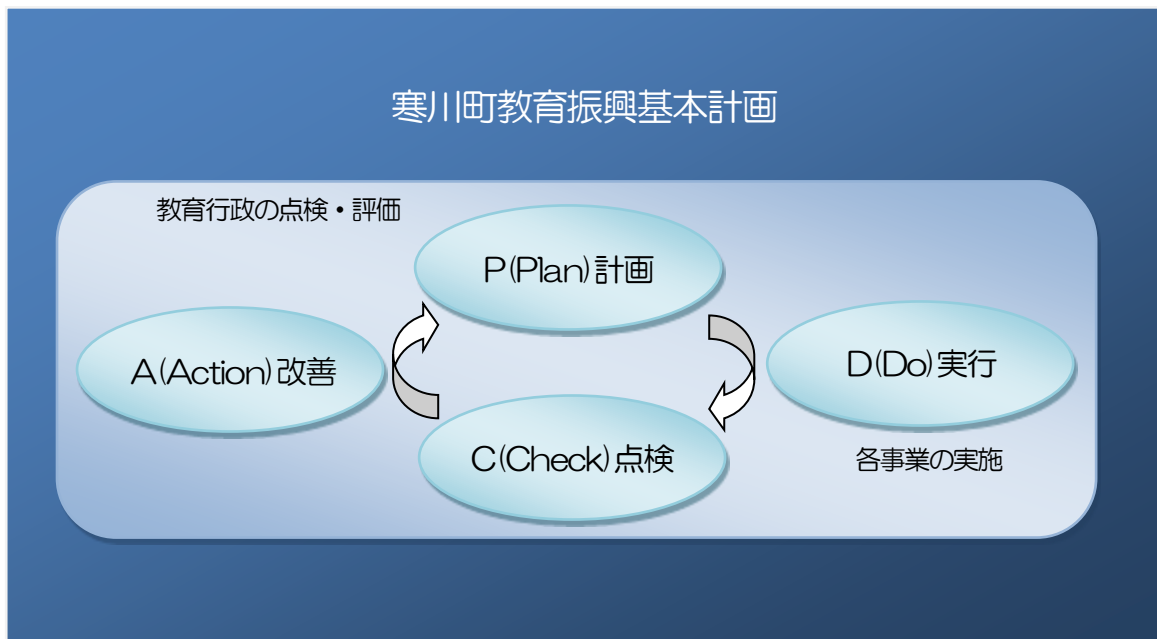 寒川町教育振興基本計画
教育行政の点検・評価
P(Plan)計画
A(Action)改善
D(Do)実行
C(Check)点検
各事業の実施